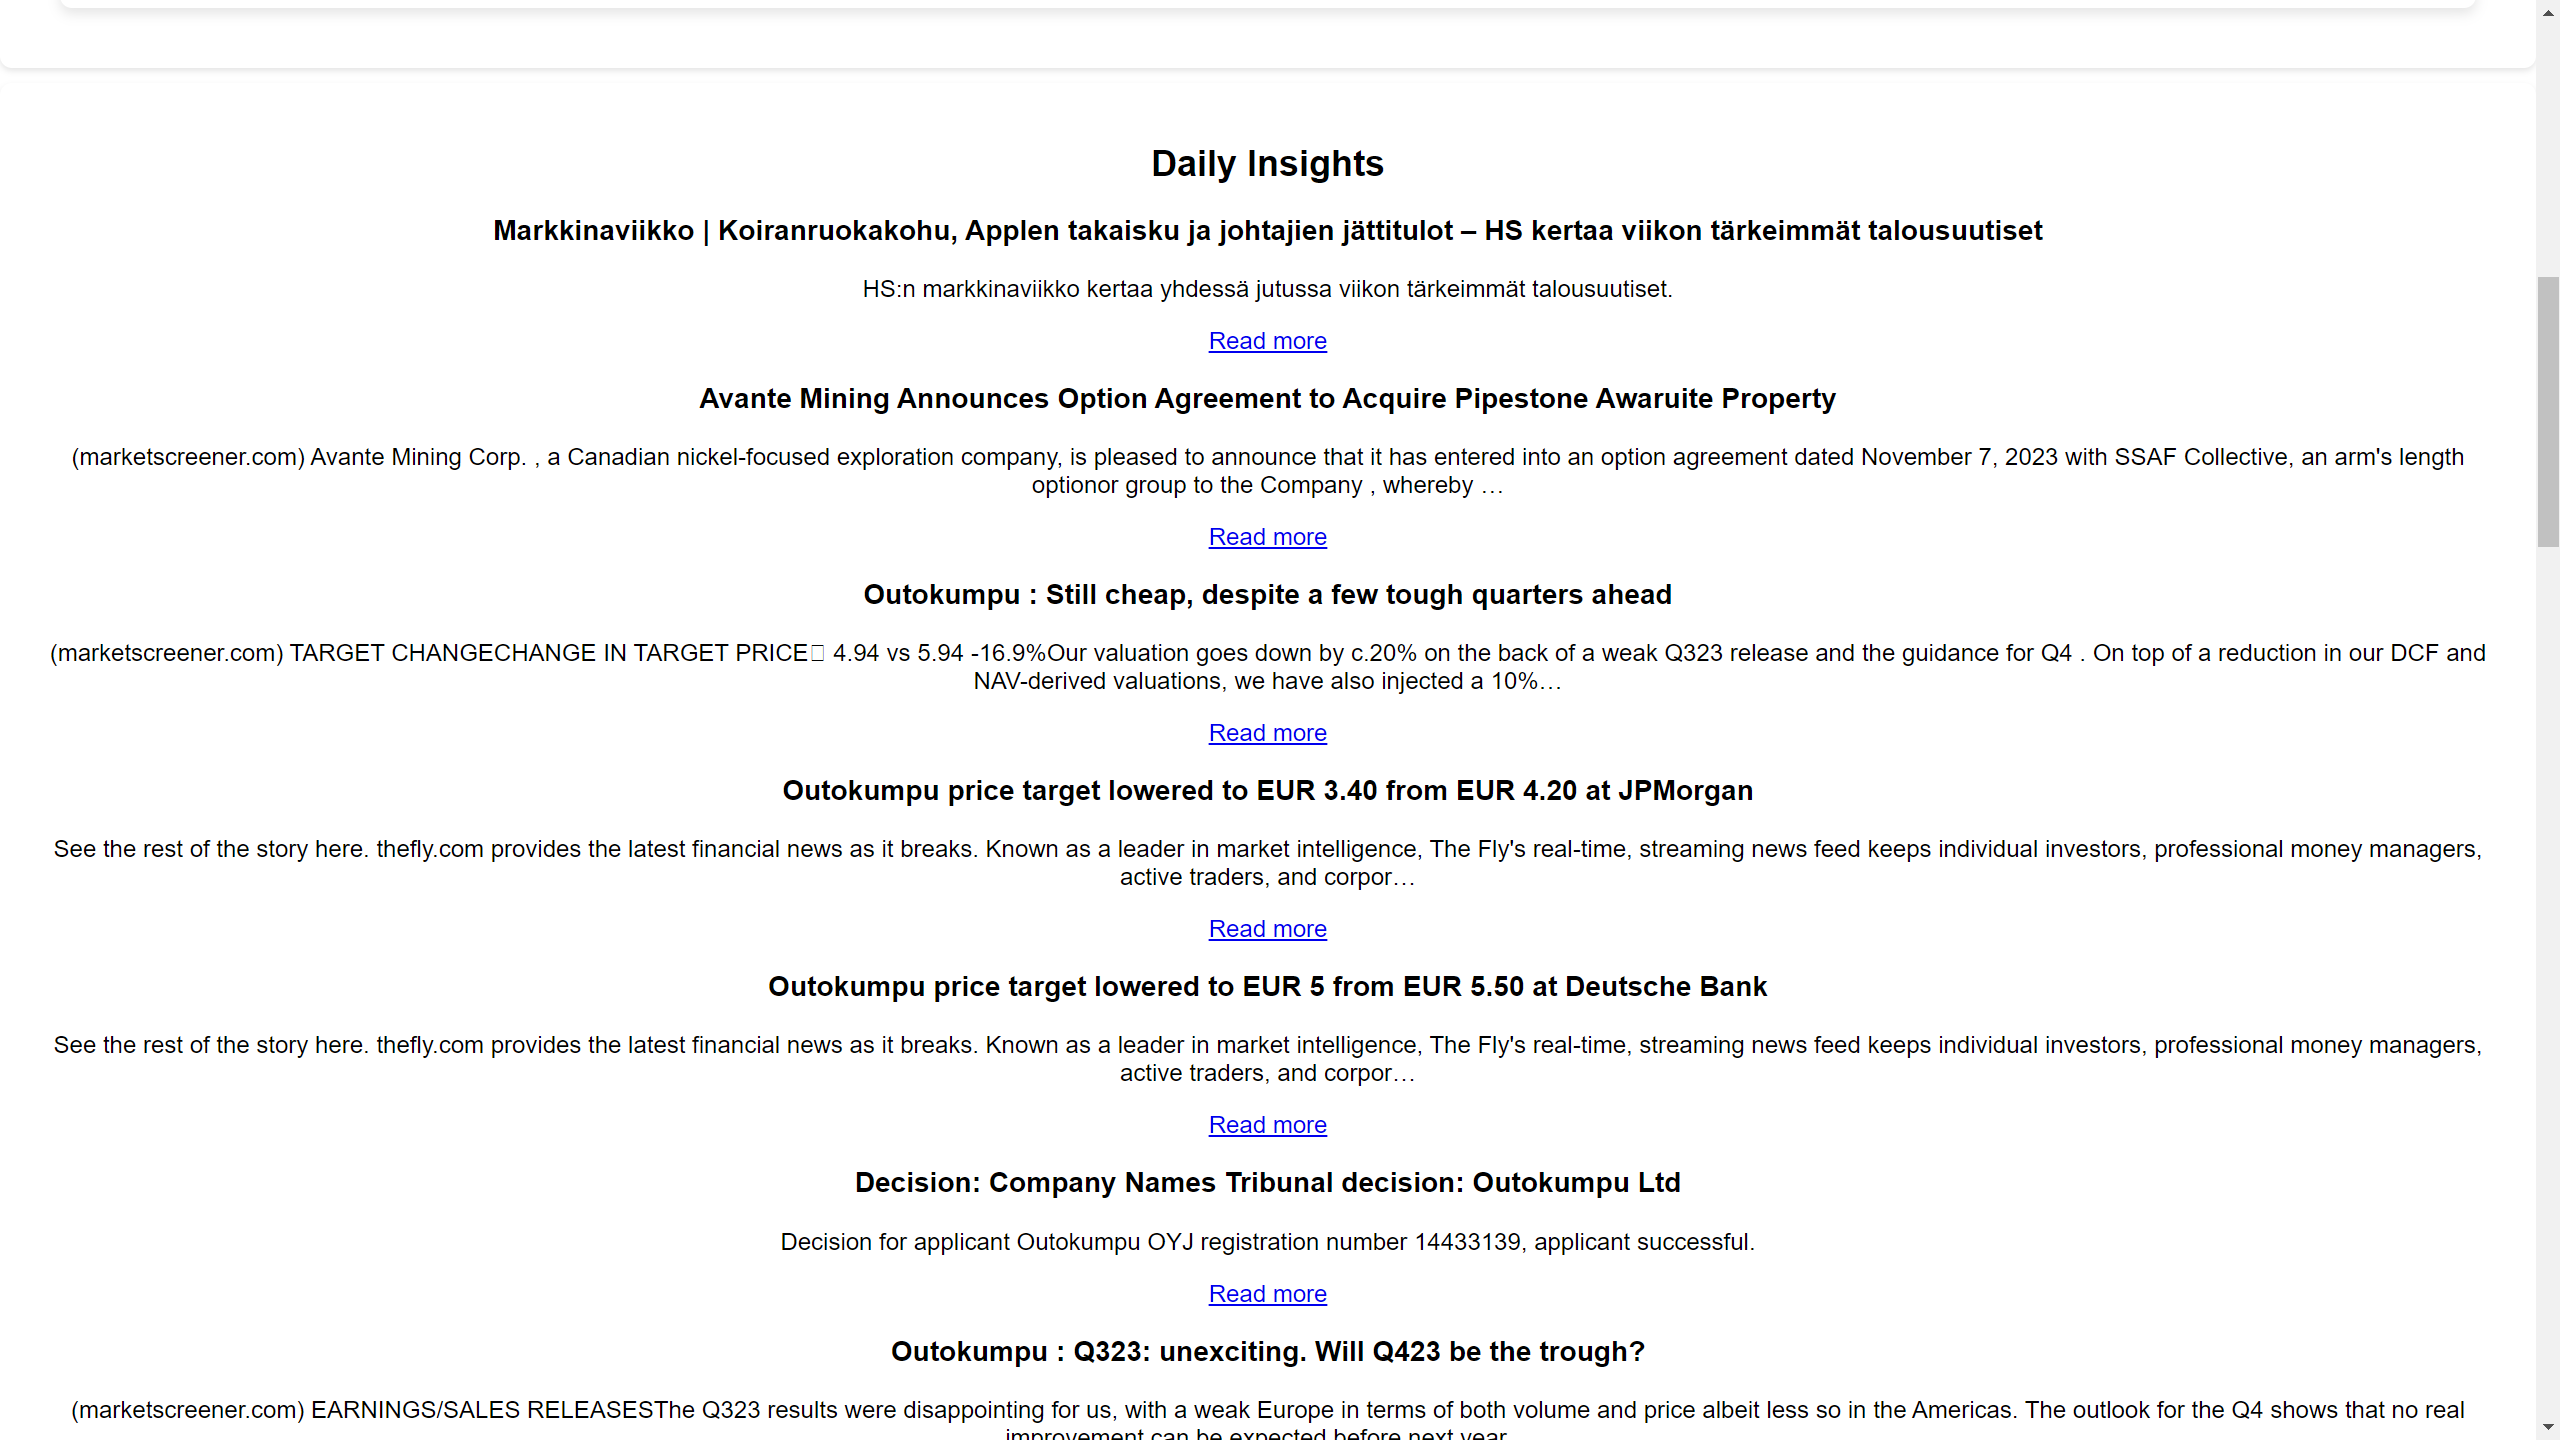 Daily Insights
Markkinaviikko | Koiranruokakohu, Applen takaisku ja johtajien jättitulot – HS kertaa viikon tärkeimmät talousuutiset
HS:n markkinaviikko kertaa yhdessä jutussa viikon tärkeimmät talousuutiset.
Read more
Avante Mining Announces Option Agreement to Acquire Pipestone Awaruite Property
(marketscreener.com) Avante Mining Corp. , a Canadian nickel-focused exploration company, is pleased to announce that it has entered into an option agreement dated November 7, 2023 with SSAF Collective, an arm's length
optionor group to the Company , whereby …
Read more
Outokumpu : Still cheap, despite a few tough quarters ahead
(marketscreener.com) TARGET CHANGECHANGE IN TARGET PRICE 4.94 vs 5.94 -16.9%Our valuation goes down by c.20% on the back of a weak Q323 release and the guidance for Q4 . On top of a reduction in our DCF and
NAV-derived valuations, we have also injected a 10%…
Read more
Outokumpu price target lowered to EUR 3.40 from EUR 4.20 at JPMorgan
See the rest of the story here. thefly.com provides the latest financial news as it breaks. Known as a leader in market intelligence, The Fly's real-time, streaming news feed keeps individual investors, professional money managers,
active traders, and corpor…
Read more
Outokumpu price target lowered to EUR 5 from EUR 5.50 at Deutsche Bank
See the rest of the story here. thefly.com provides the latest financial news as it breaks. Known as a leader in market intelligence, The Fly's real-time, streaming news feed keeps individual investors, professional money managers,
active traders, and corpor…
Read more
Decision: Company Names Tribunal decision: Outokumpu Ltd
Decision for applicant Outokumpu OYJ registration number 14433139, applicant successful.
Read more
Outokumpu : Q323: unexciting. Will Q423 be the trough?
(marketscreener.com) EARNINGS/SALES RELEASESThe Q323 results were disappointing for us, with a weak Europe in terms of both volume and price albeit less so in the Americas. The outlook for the Q4 shows that no real
improvement can be expected before next year